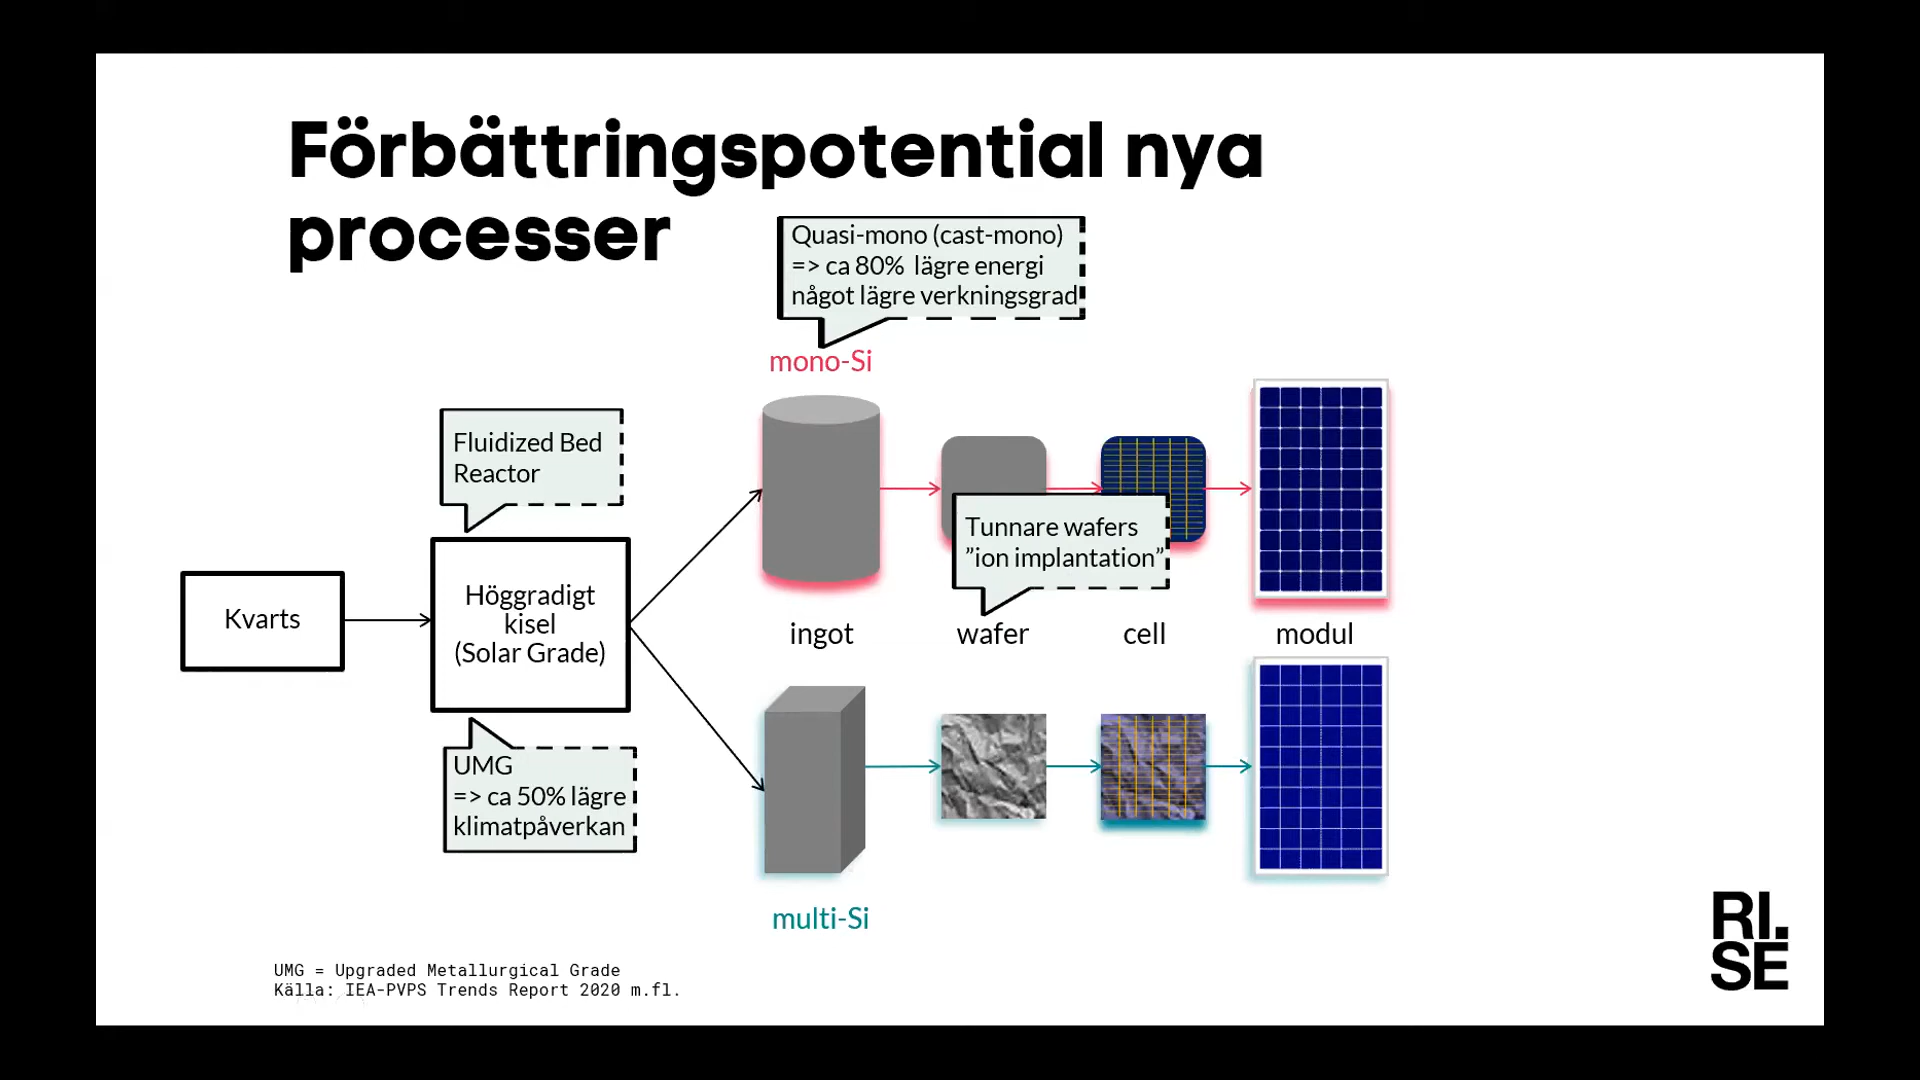 Förbättringspotential nya
processer
Quasi-mono (cast-mono)
=> ca 80% lägre energi
något lägre verkningsgrad
mono-Si
Fluidized Bed
Reactor
Tunnare wafers
”ion implantation”
Kvarts
Höggradigt
kisel
(Solar Grade)
ingot
wafer
cell
modul
UMG
=> ca 50% lägre
klimatpåverkan
multi-Si
UMG = Upgraded Metallurgical Grade
Källa: IEA-PVPS Trends Report 2020 m.fl.
RI.
SE